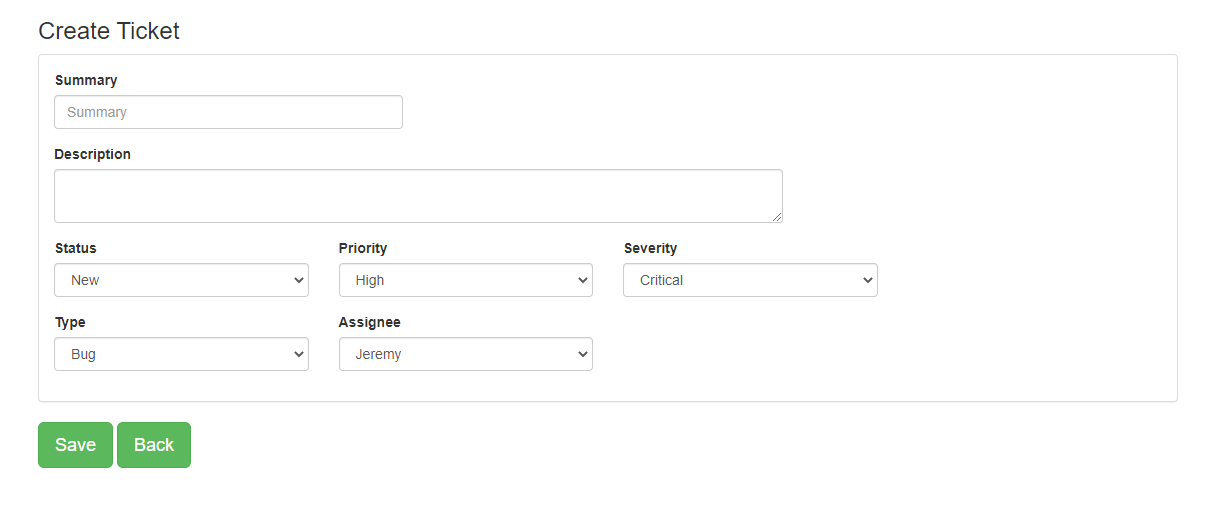 Create Ticket
Summary
Summary
Description
Status Priority Severity
New High Critical
Type Assignee
Bug Jeremy
Save Back